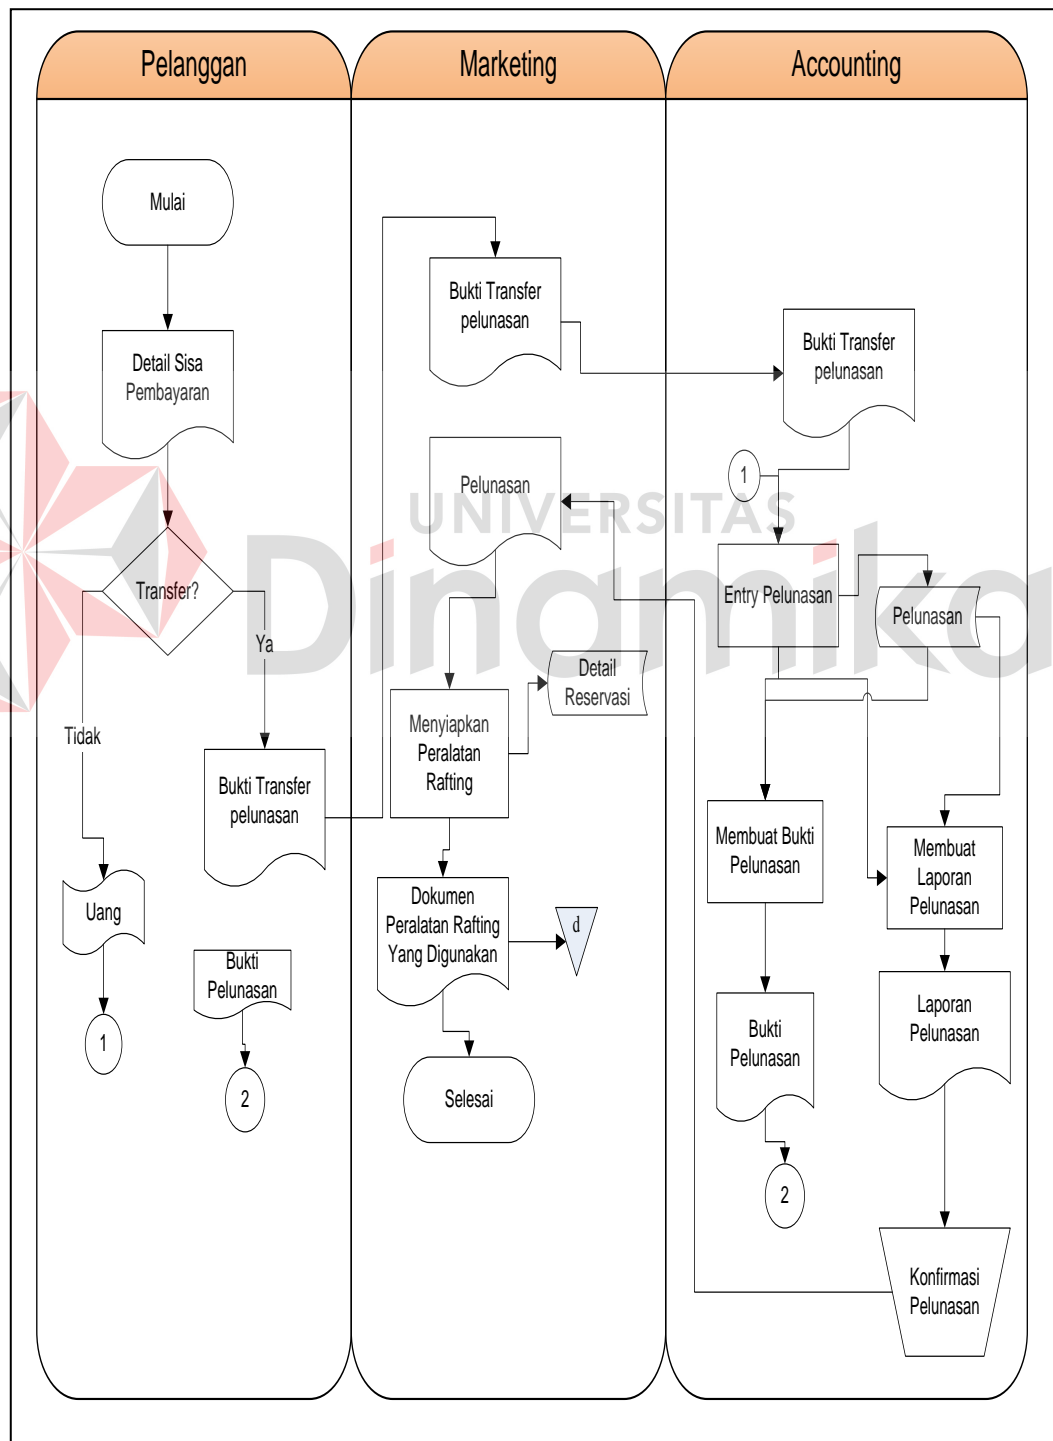 Pelanggan
Marketing
Accounting
Mulai
Detail Sisa
Pembayaran
Transfer?
Ya
Tidak
Bukti Transfer
pelunasan
Uang
1
Bukti
Pelunasan
2
Bukti Transfer
pelunasan
Pelunasan
Menyiapkan
Peralatan
Rafting
Detail
Reservasi
Dokumen
Peralatan Rafting
Yang Digunakan
d
Selesai
Bukti Transfer
pelunasan
1
Entry Pelunasan
Pelunasan
Membuat Bukti
Pelunasan
Membuat
Laporan
Pelunasan
Bukti
Pelunasan
2
Laporan
Pelunasan
Konfirmasi
Pelunasan
UNIVERSITAS
Dinamika